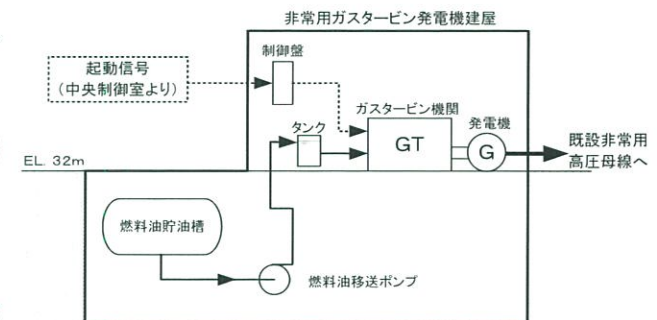 非常用ガスタービン発電機建屋
制御盤
起動信号
(中央制御室より)
ガスタービン機関
発電機
タンク
GT
G
既設非常用
高圧母線へ
EL. 32m
燃料油貯油槽
燃料油移送ポンプ